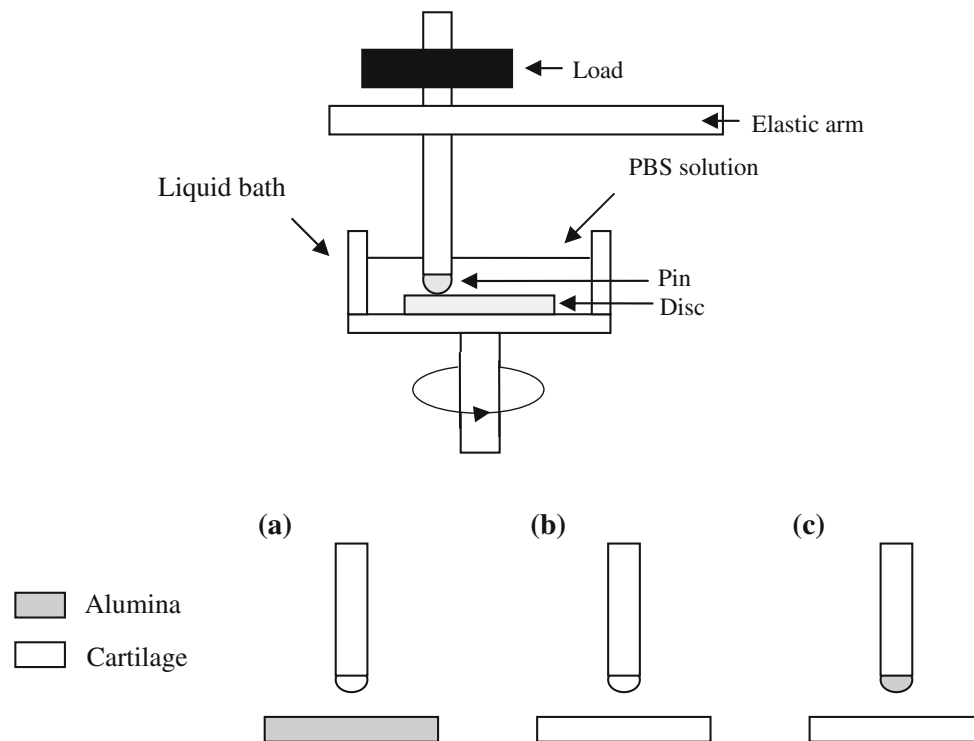 Load
Elastic arm
PBS solution
Liquid bath
Pin
Disc
(a) (b) (c)
Alumina
Cartilage